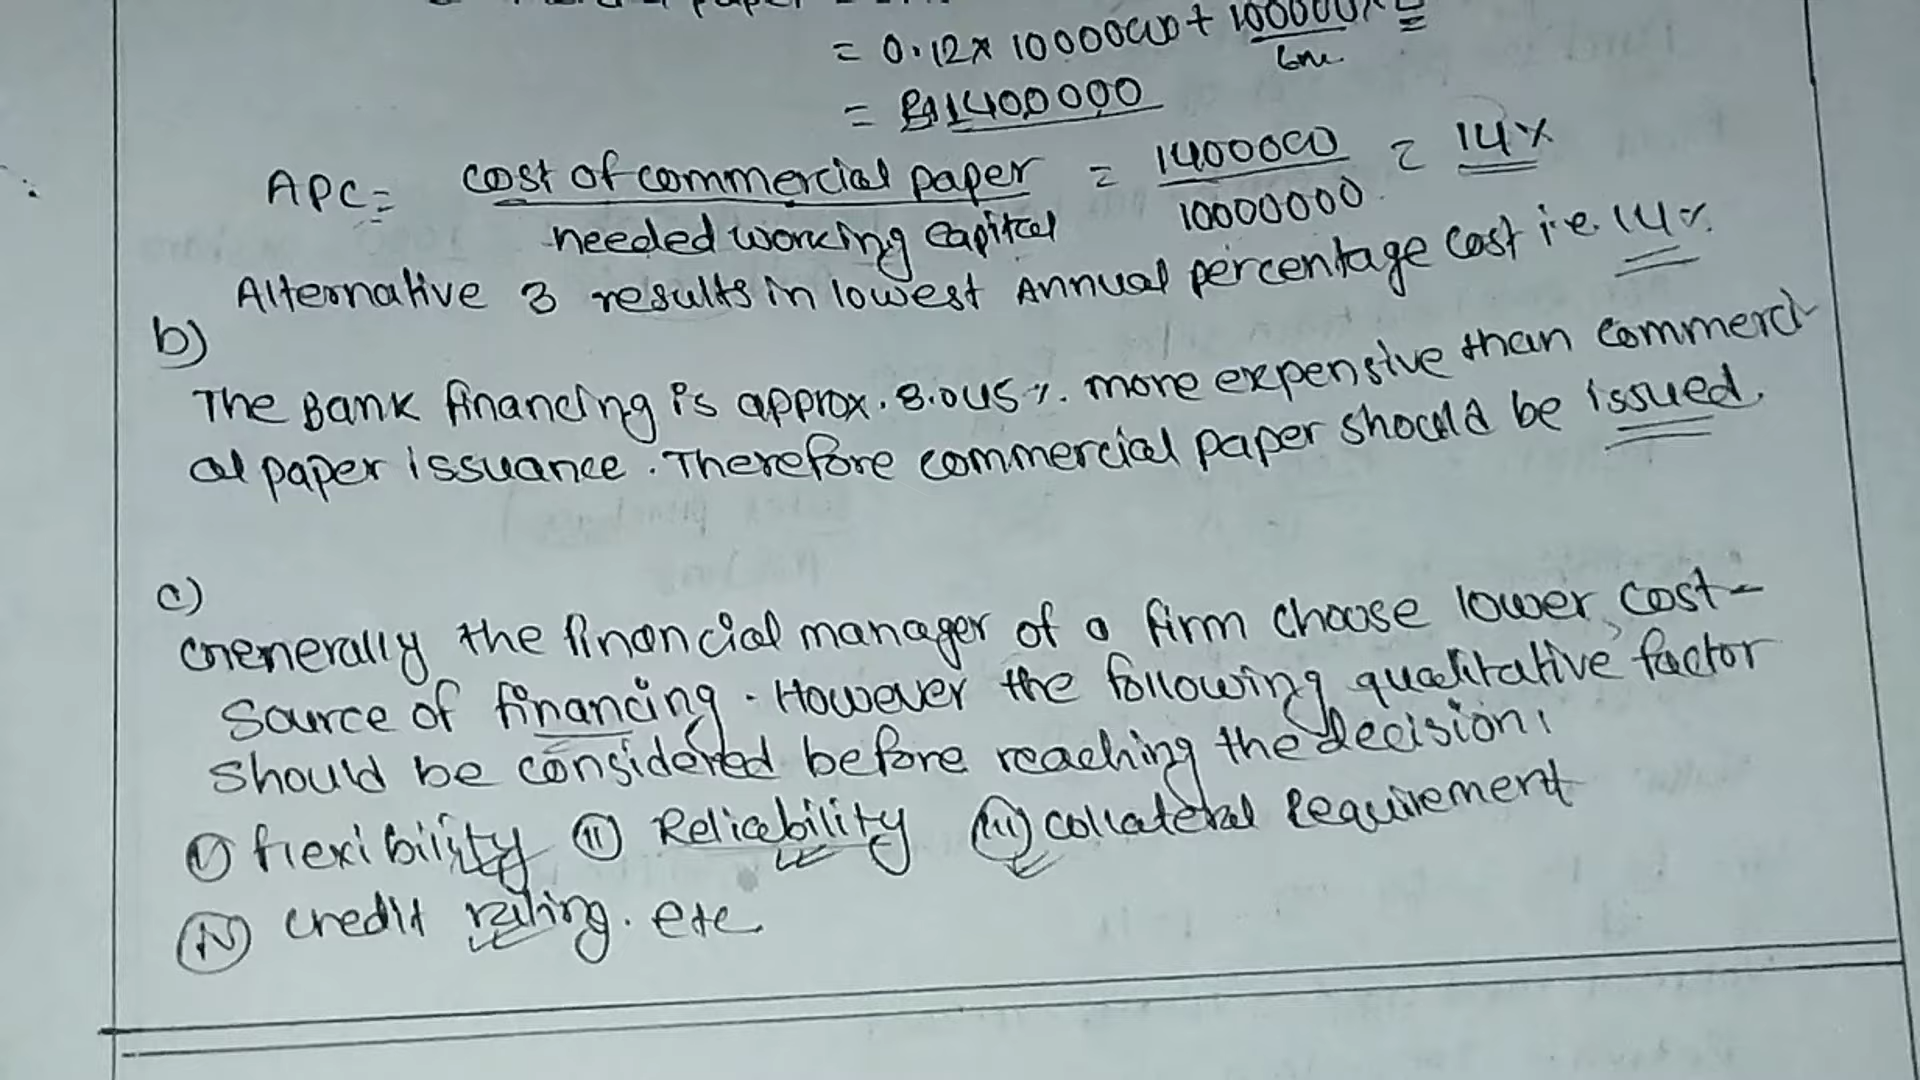 = 0.12 x 10000000 + 100000 x
6m
= 1400000
APC = cost of commercial paper / needed working capital = 1400000 / 10000000 = 14%
Alternative 3 results in lowest Annual percentage cost i.e. 14%.
b)
The Bank financing is approx. 3.045%. more expensive than commerci
al paper issuance. Therefore commercial paper should be issued.
c)
Generally the financial manager of a firm choose lower cost-
Source of financing. However the following qualitative factor
should be considered before reaching the decision:
(i) flexibility (ii) Reliability (iii) collateral Requirement
(iv) credit rating. etc